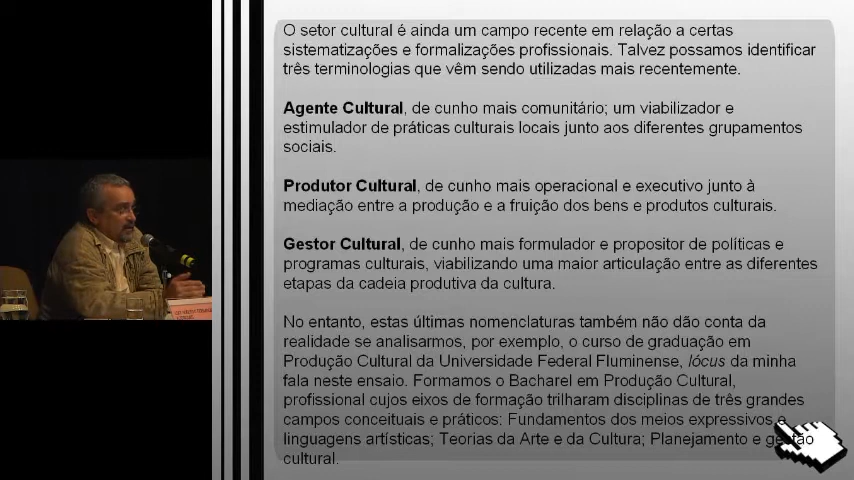 O setor cultural é ainda um campo recente em relação a certas
sistematizações e formalizações profissionais. Talvez possamos identificar
três terminologias que vêm sendo utilizadas mais recentemente.
Agente Cultural, de cunho mais comunitário; um viabilizador e
estimulador de práticas culturais locais junto aos diferentes grupamentos
sociais.
Produtor Cultural, de cunho mais operacional e executivo junto à
mediação entre a produção e a fruição dos bens e produtos culturais.
Gestor Cultural, de cunho mais formulador e propositor de políticas e
programas culturais, viabilizando uma maior articulação entre as diferentes
etapas da cadeia produtiva da cultura.
No entanto, estas últimas nomenclaturas também não dão conta da
realidade se analisarmos, por exemplo, o curso de graduação em
Produção Cultural da Universidade Federal Fluminense, lócus da minha
fala neste ensaio. Formamos o Bacharel em Produção Cultural,
profissional cujos eixos de formação trilharam disciplinas de três grandes
campos conceituais e práticos: Fundamentos dos meios expressivos e
linguagens artísticas; Teorias da Arte e da Cultura; Planejamento e gestão
cultural.